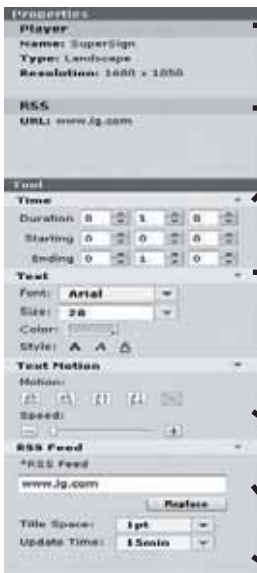 Properties
Player
Name: SuperSign
Type: Landscape
Resolution: 1680 x 1050
RSS
URL: www.lg.com
Tool
Time
Duration 0 1 0
Starting 0 0 0
Ending 0 1 0
Text
Font: Arial
Size: 28
Color:
Style: A A A
Text Motion
Motion:
Speed:
RSS Feed
*RSS Feed
www.lg.com
Replace
Title Space: 1pt
Update Time: 15min